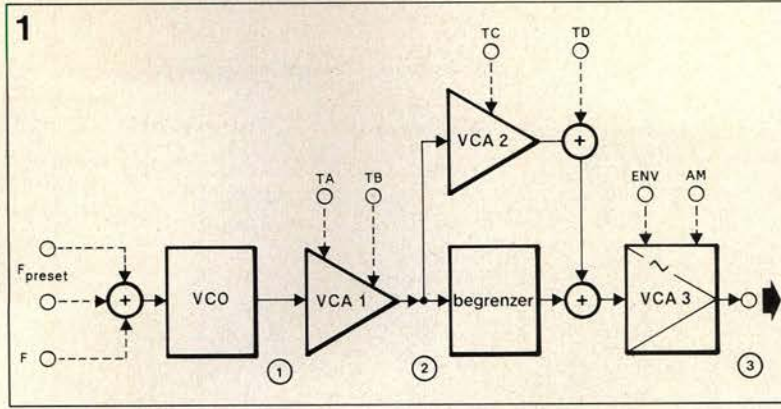 1
TC
TD
VCA 2
+
TA
TB
ENV
AM
F preset
+
VCO
VCA 1
begrenzer
+
~
VCA 3
F
1
2
3